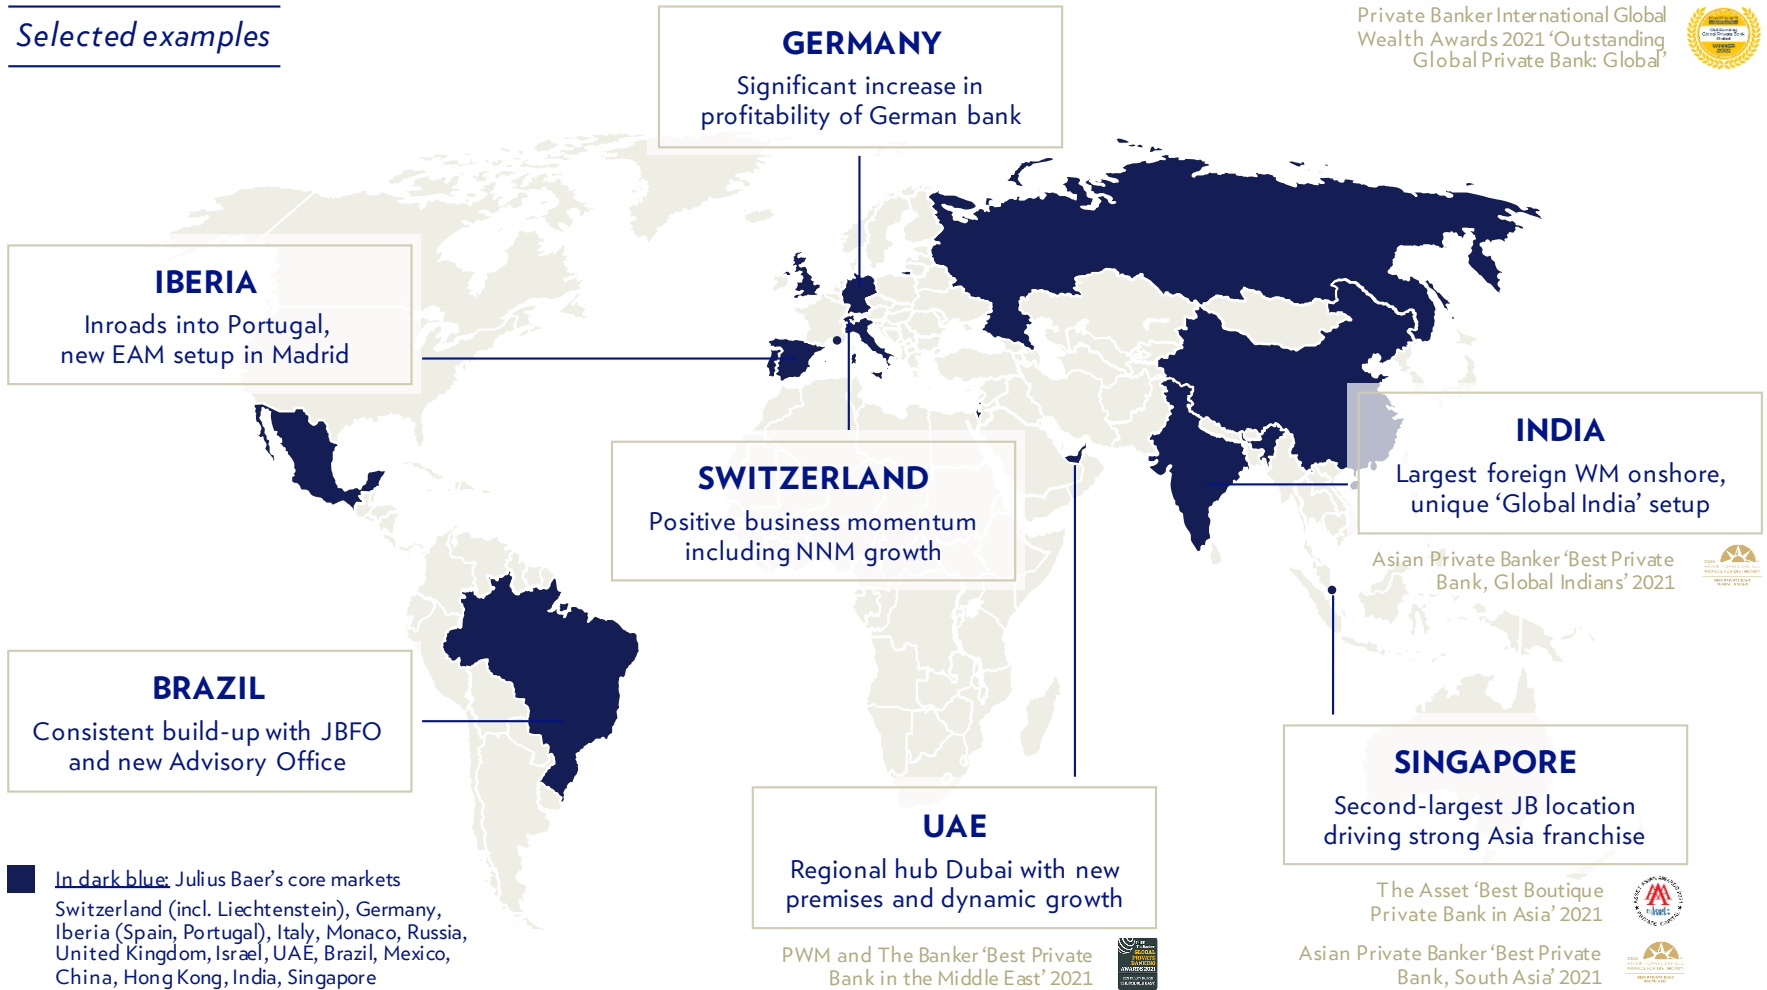 Selected examples
GERMANY
Significant increase in
profitability of German bank
Private Banker International Global
Wealth Awards 2021 ‘Outstanding
Global Private Bank: Global’
WINNER
IBERIA
Inroads into Portugal,
new EAM setup in Madrid
SWITZERLAND
Positive business momentum
including NNM growth
INDIA
Largest foreign WM onshore,
unique ‘Global India’ setup
Asian Private Banker ‘Best Private
Bank, Global Indians’ 2021
BRAZIL
Consistent build-up with JBFO
and new Advisory Office
UAE
Regional hub Dubai with new
premises and dynamic growth
PWM and The Banker ‘Best Private
Bank in the Middle East’ 2021
GLOBAL
PRIVATE
BANKING
AWARDS 2021
SINGAPORE
Second-largest JB location
driving strong Asia franchise
The Asset ‘Best Boutique
Private Bank in Asia’ 2021
Asian Private Banker ‘Best Private
Bank, South Asia’ 2021
In dark blue: Julius Baer’s core markets
Switzerland (incl. Liechtenstein), Germany,
Iberia (Spain, Portugal), Italy, Monaco, Russia,
United Kingdom, Israel, UAE, Brazil, Mexico,
China, Hong Kong, India, Singapore